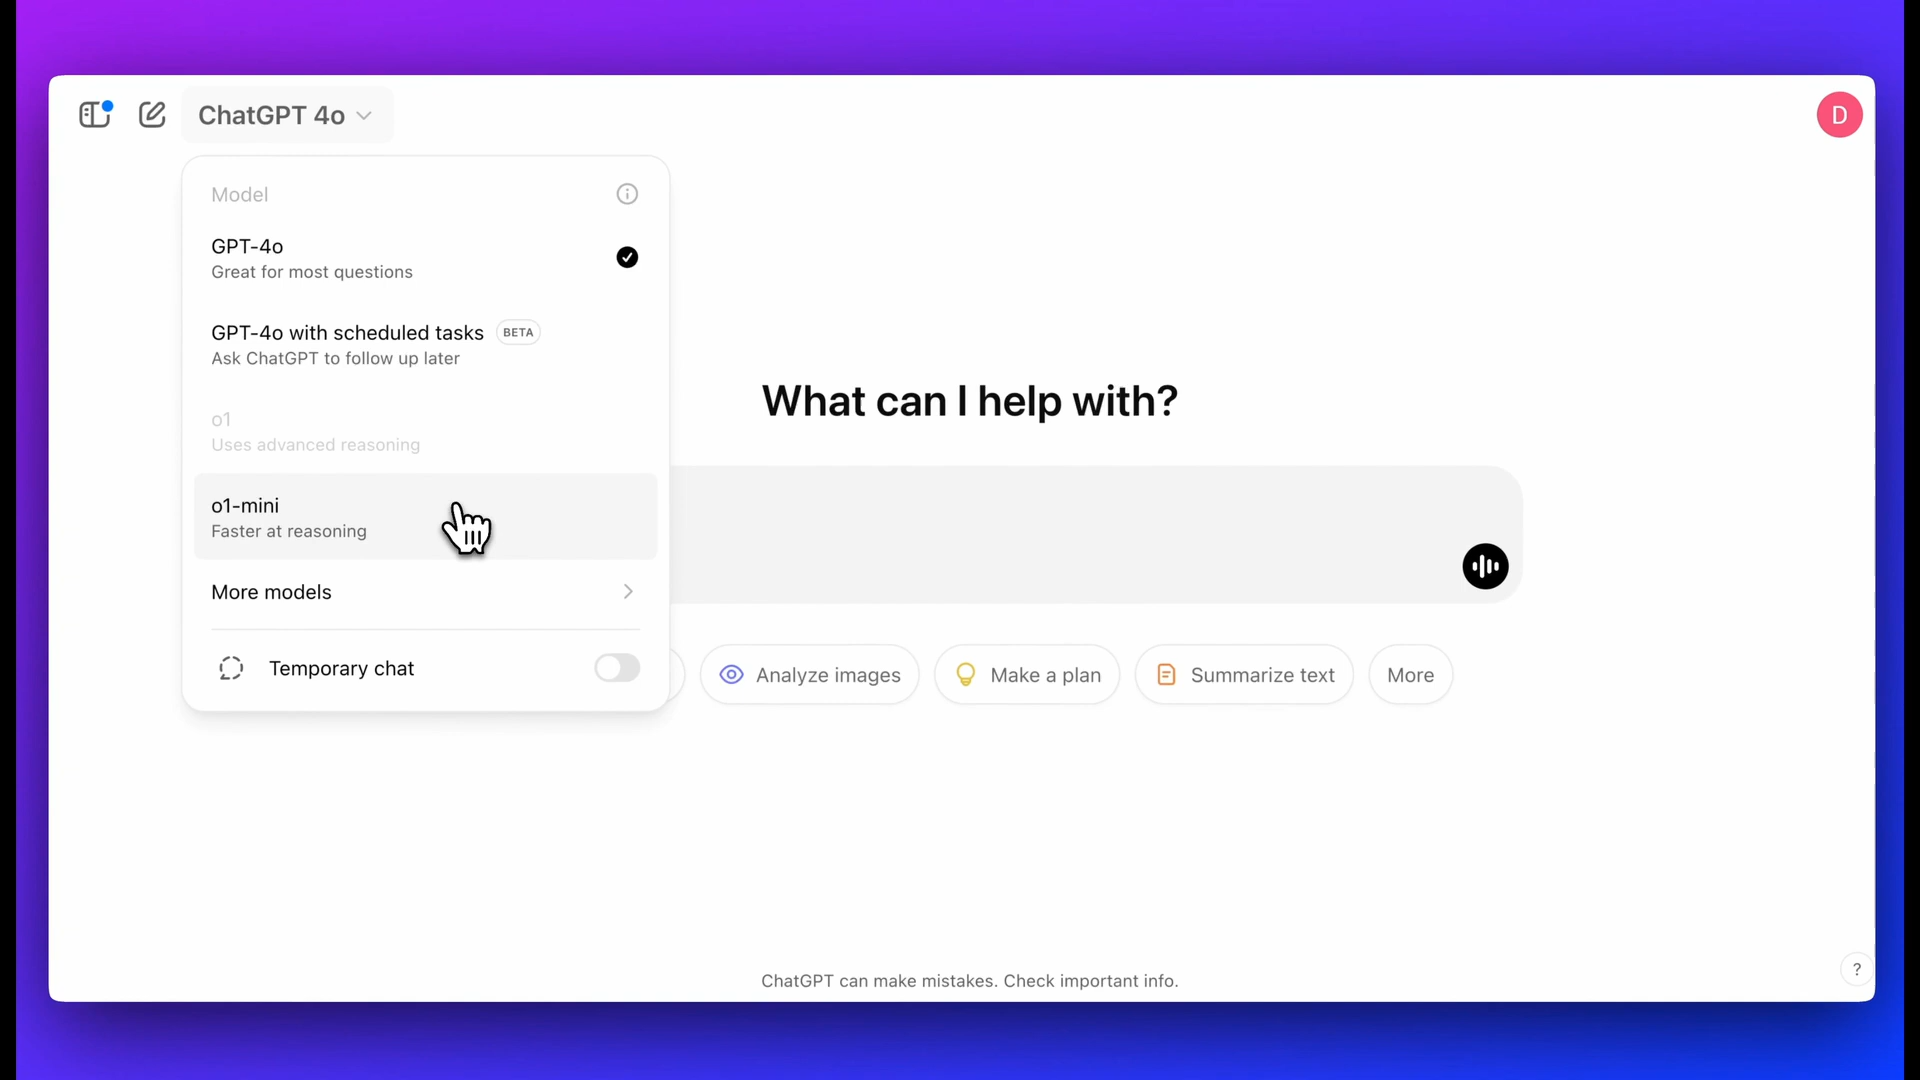 ChatGPT 4o
D
Model
GPT-4o
Great for most questions
GPT-4o with scheduled tasks BETA
Ask ChatGPT to follow up later
o1
Uses advanced reasoning
o1-mini
Faster at reasoning
More models
Temporary chat
What can I help with?
Analyze images
Make a plan
Summarize text
More
ChatGPT can make mistakes. Check important info.
?